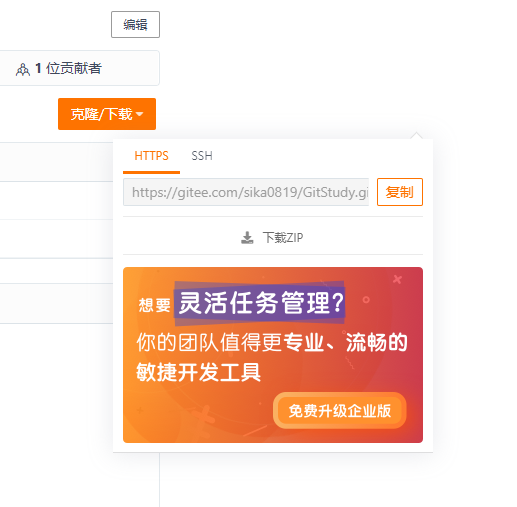 编辑
1 位贡献者
克隆/下载
HTTPS SSH
https://gitee.com/sika0819/GitStudy.gi 复制
下载ZIP
想要 灵活任务管理?
你的团队值得更专业、流畅的
敏捷开发工具
免费升级企业版